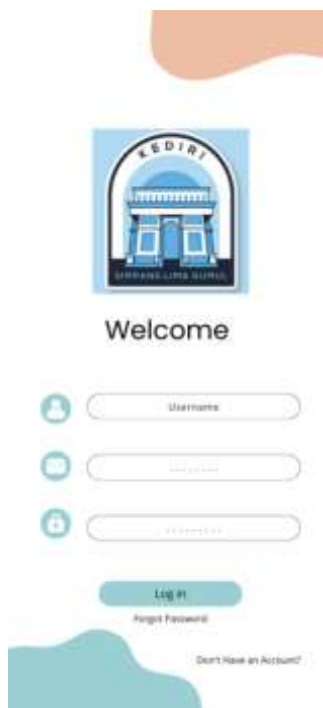 KEDIRI
SIMPANG LIMA GUMUL
Welcome
Username
........
.........
Log in
Forgot Password
Don't Have an Account?